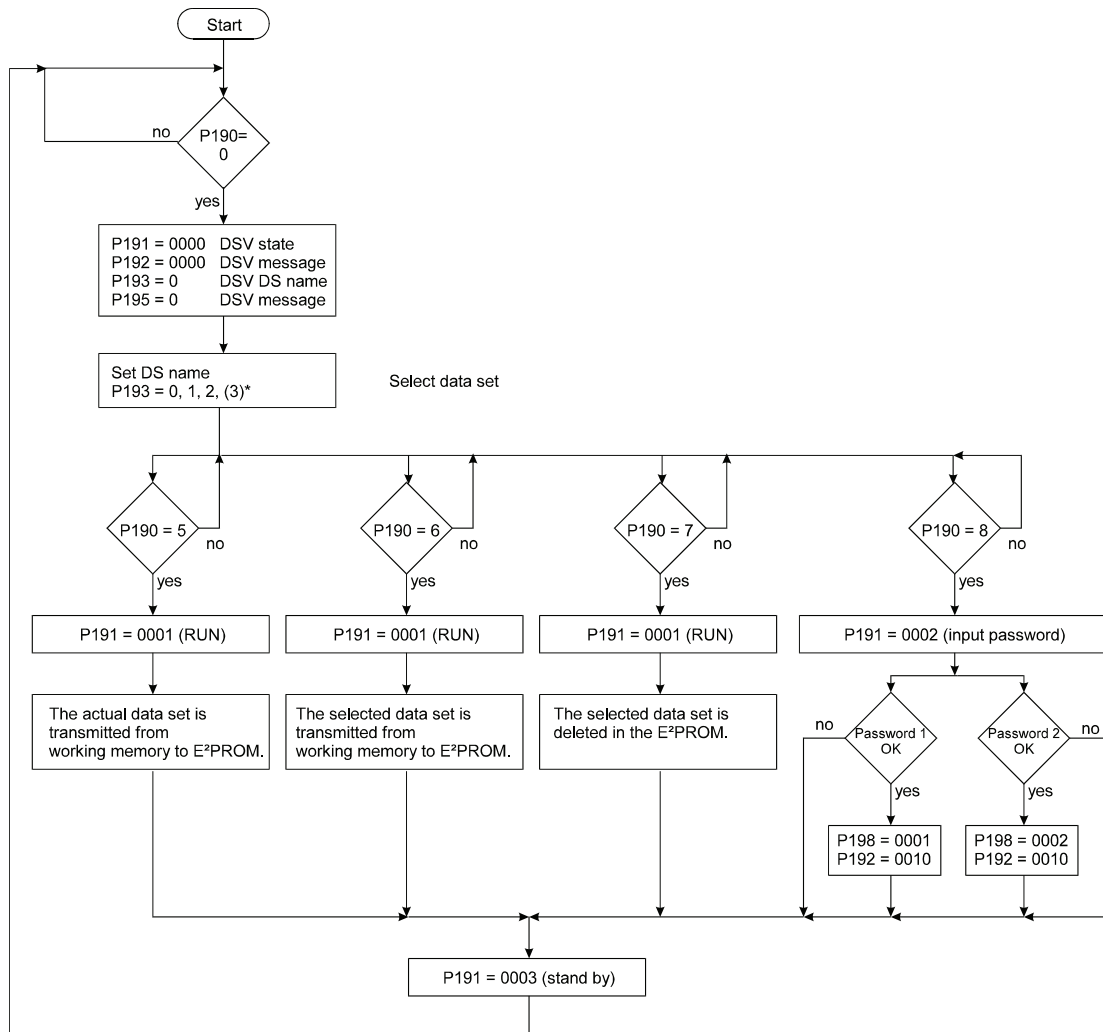 Start
no
P190=
0
yes
P191 = 0000 DSV state
P192 = 0000 DSV message
P193 = 0 DSV DS name
P195 = 0 DSV message
Set DS name
P193 = 0, 1, 2, (3)*
Select data set
P190 = 5
no
yes
P190 = 6
no
yes
P190 = 7
no
yes
P190 = 8
no
yes
P191 = 0001 (RUN)
P191 = 0001 (RUN)
P191 = 0001 (RUN)
P191 = 0002 (input password)
The actual data set is
transmitted from
working memory to E²PROM.
The selected data set is
transmitted from
working memory to E²PROM.
The selected data set is
deleted in the E²PROM.
no
Password 1
OK
yes
Password 2
OK
no
yes
P198 = 0001
P192 = 0010
P198 = 0002
P192 = 0010
P191 = 0003 (stand by)